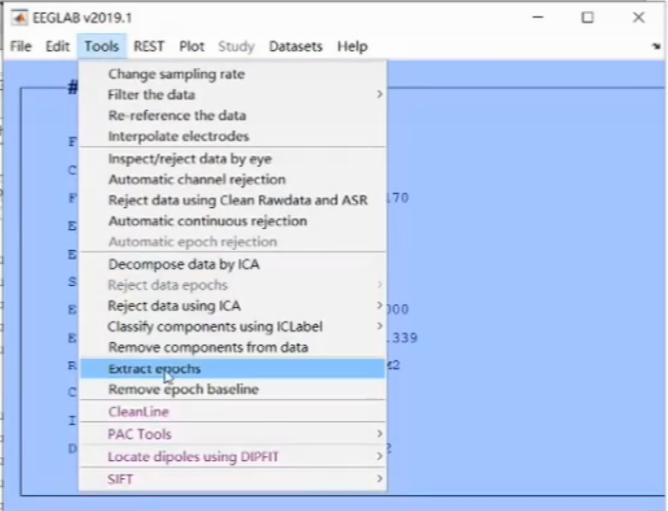 EEGLAB v2019.1
File Edit Tools REST Plot Study Datasets Help
#
Change sampling rate
Filter the data
Re-reference the data
Interpolate electrodes
F
Inspect/reject data by eye
C
Automatic channel rejection
F
Reject data using Clean Rawdata and ASR
170
Automatic continuous rejection
E
Automatic epoch rejection
E
Decompose data by ICA
S
Reject data epochs
E
Reject data using ICA
000
Classify components using ICLabel
E
.339
Remove components from data
R
Extract epochs
C
Remove epoch baseline
I
CleanLine
PAC Tools
D
Locate dipoles using DIPFIT
SIFT